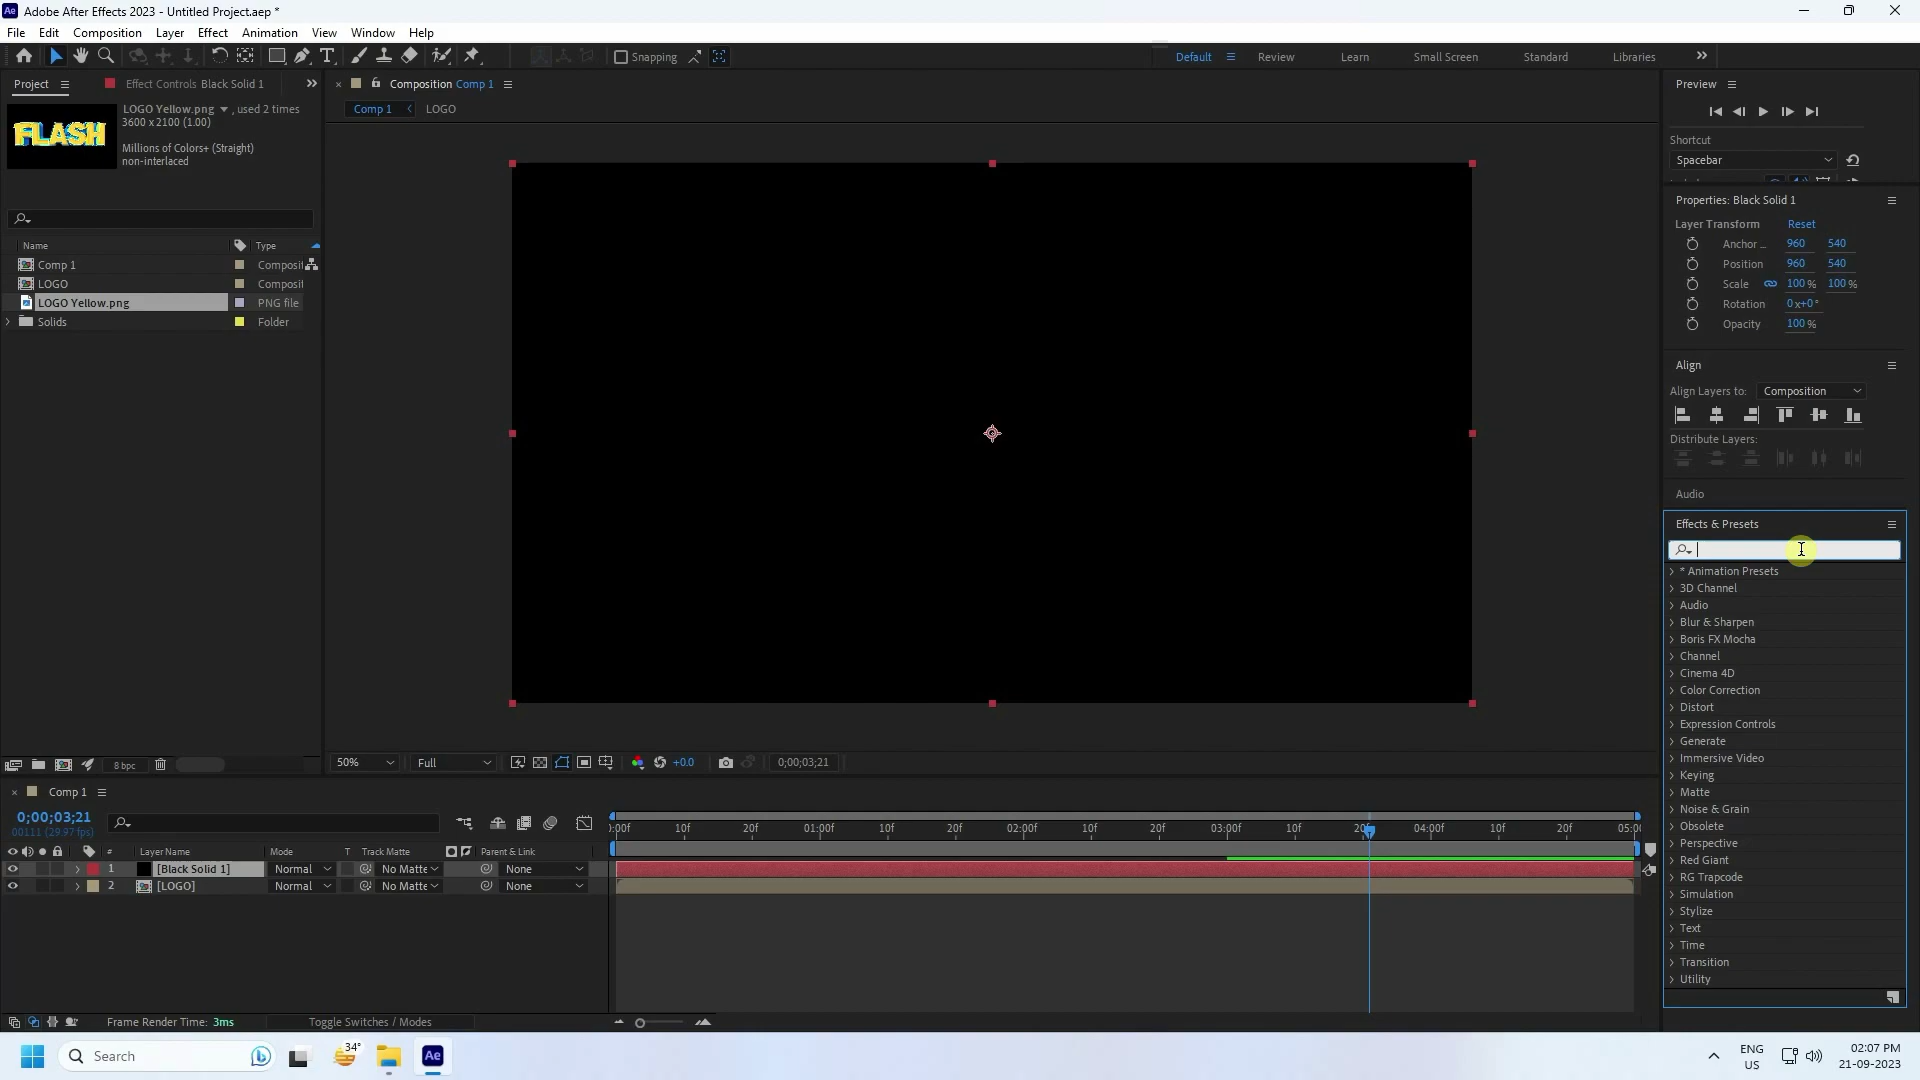 Adobe After Effects 2023 - Untitled Project.aep *
File Edit Composition Layer Effect Animation View Window Help
Snapping Default Review Learn Small Screen Standard Libraries
Project Effect Controls Black Solid 1
LOGO Yellow.png , used 2 times
3600 x 2100 (1.00)
Millions of Colors+ (Straight)
non-interlaced
FLASH
Name Type
Comp 1 Composit
LOGO Composit
LOGO Yellow.png PNG file
Solids Folder
8 bpc
Composition Comp 1
Comp 1 LOGO
50% Full +0.0 0;00;03;21
Preview
Shortcut
Spacebar
Properties: Black Solid 1
Layer Transform Reset
Anchor ... 960 540
Position 960 540
Scale 100 % 100 %
Rotation 0x+0°
Opacity 100 %
Align
Align Layers to: Composition
Distribute Layers:
Audio
Effects & Presets
* Animation Presets
3D Channel
Audio
Blur & Sharpen
Boris FX Mocha
Channel
Cinema 4D
Color Correction
Distort
Expression Controls
Generate
Immersive Video
Keying
Matte
Noise & Grain
Obsolete
Perspective
Red Giant
RG Trapcode
Simulation
Stylize
Text
Time
Transition
Utility
Comp 1
0;00;03;21
00111 (29.97 fps)
):00f 10f 20f 01:00f 10f 20f 02:00f 10f 20f 03:00f 10f 20f 04:00f 10f 20f 05:00
# Layer Name Mode T Track Matte Parent & Link
1 [Black Solid 1] Normal No Matte None
2 [LOGO] Normal No Matte None
Frame Render Time: 3ms Toggle Switches / Modes
Search 34° Ae
ENG
US
02:07 PM
21-09-2023